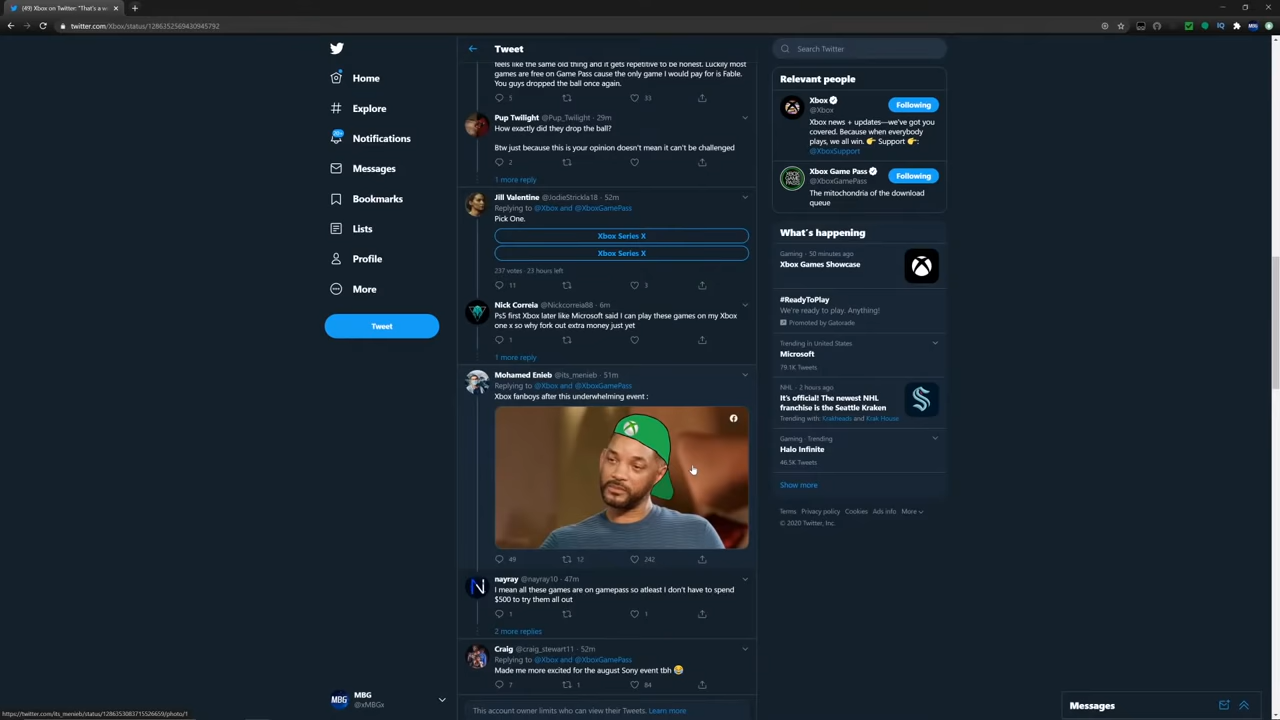 (49) Xbox on Twitter: "That's a w
twitter.com/Xbox/status/1286352569430945792
Home
Explore
20+
Notifications
Messages
Bookmarks
Lists
Profile
More
Tweet
MBG
@xMBGx
Tweet
feels like the same old thing and it gets repetitive to be honest. Luckily most
games are free on Game Pass cause the only game I would pay for is Fable.
You guys dropped the ball once again.
5
33
Pup Twilight @Pup_Twilight · 29m
How exactly did they drop the ball?
Btw just because this is your opinion doesn't mean it can't be challenged
2
1 more reply
Jill Valentine @JodieStrickla18 · 52m
Replying to @Xbox and @XboxGamePass
Pick One.
Xbox Series X
Xbox Series X
237 votes · 23 hours left
11
3
Nick Correia @Nickcorreia88 · 6m
Ps5 first Xbox later like Microsoft said I can play these games on my Xbox
one x so why fork out extra money just yet
1
1 more reply
Mohamed Enieb @its_menieb · 51m
Replying to @Xbox and @XboxGamePass
Xbox fanboys after this underwhelming event :
49
12
242
nayray @nayray10 · 47m
I mean all these games are on gamepass so atleast I don't have to spend
$500 to try them all out
1
1
2 more replies
Craig @craig_stewart11 · 52m
Replying to @Xbox and @XboxGamePass
Made me more excited for the august Sony event tbh 😂
7
1
84
This account owner limits who can view their Tweets. Learn more
Search Twitter
Relevant people
Xbox
@Xbox
Following
Xbox news + updates—we've got you
covered. Because when everybody
plays, we all win. 👉 Support 👉:
@XboxSupport
Xbox Game Pass
@XboxGamePass
Following
The mitochondria of the download
queue
What's happening
Gaming · 50 minutes ago
Xbox Games Showcase
#ReadyToPlay
We're ready to play. Anything!
Promoted by Gatorade
Trending in United States
Microsoft
79.1K Tweets
NHL · 2 hours ago
It's official! The newest NHL
franchise is the Seattle Kraken
Trending with: Krakheads and Krak House
Gaming · Trending
Halo Infinite
46.5K Tweets
Show more
Terms Privacy policy Cookies Ads info More
© 2020 Twitter, Inc.
Messages
https://twitter.com/its_menieb/status/1286353083715526659/photo/1